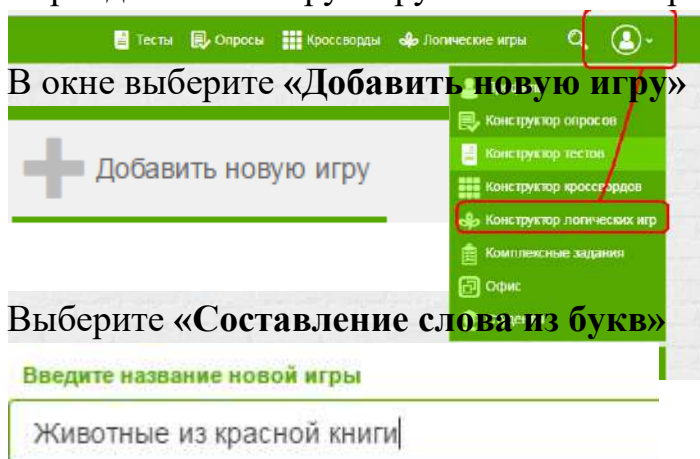 Тесты Опросы Кроссворды Логические игры
В окне выберите «Добавить новую игру»
Конструктор опросов
Добавить новую игру
Конструктор тестов
Конструктор кроссвордов
Конструктор логических игр
Комплексные задания
Офис
Выберите «Составление слова из букв»
Введите название новой игры
Животные из красной книги